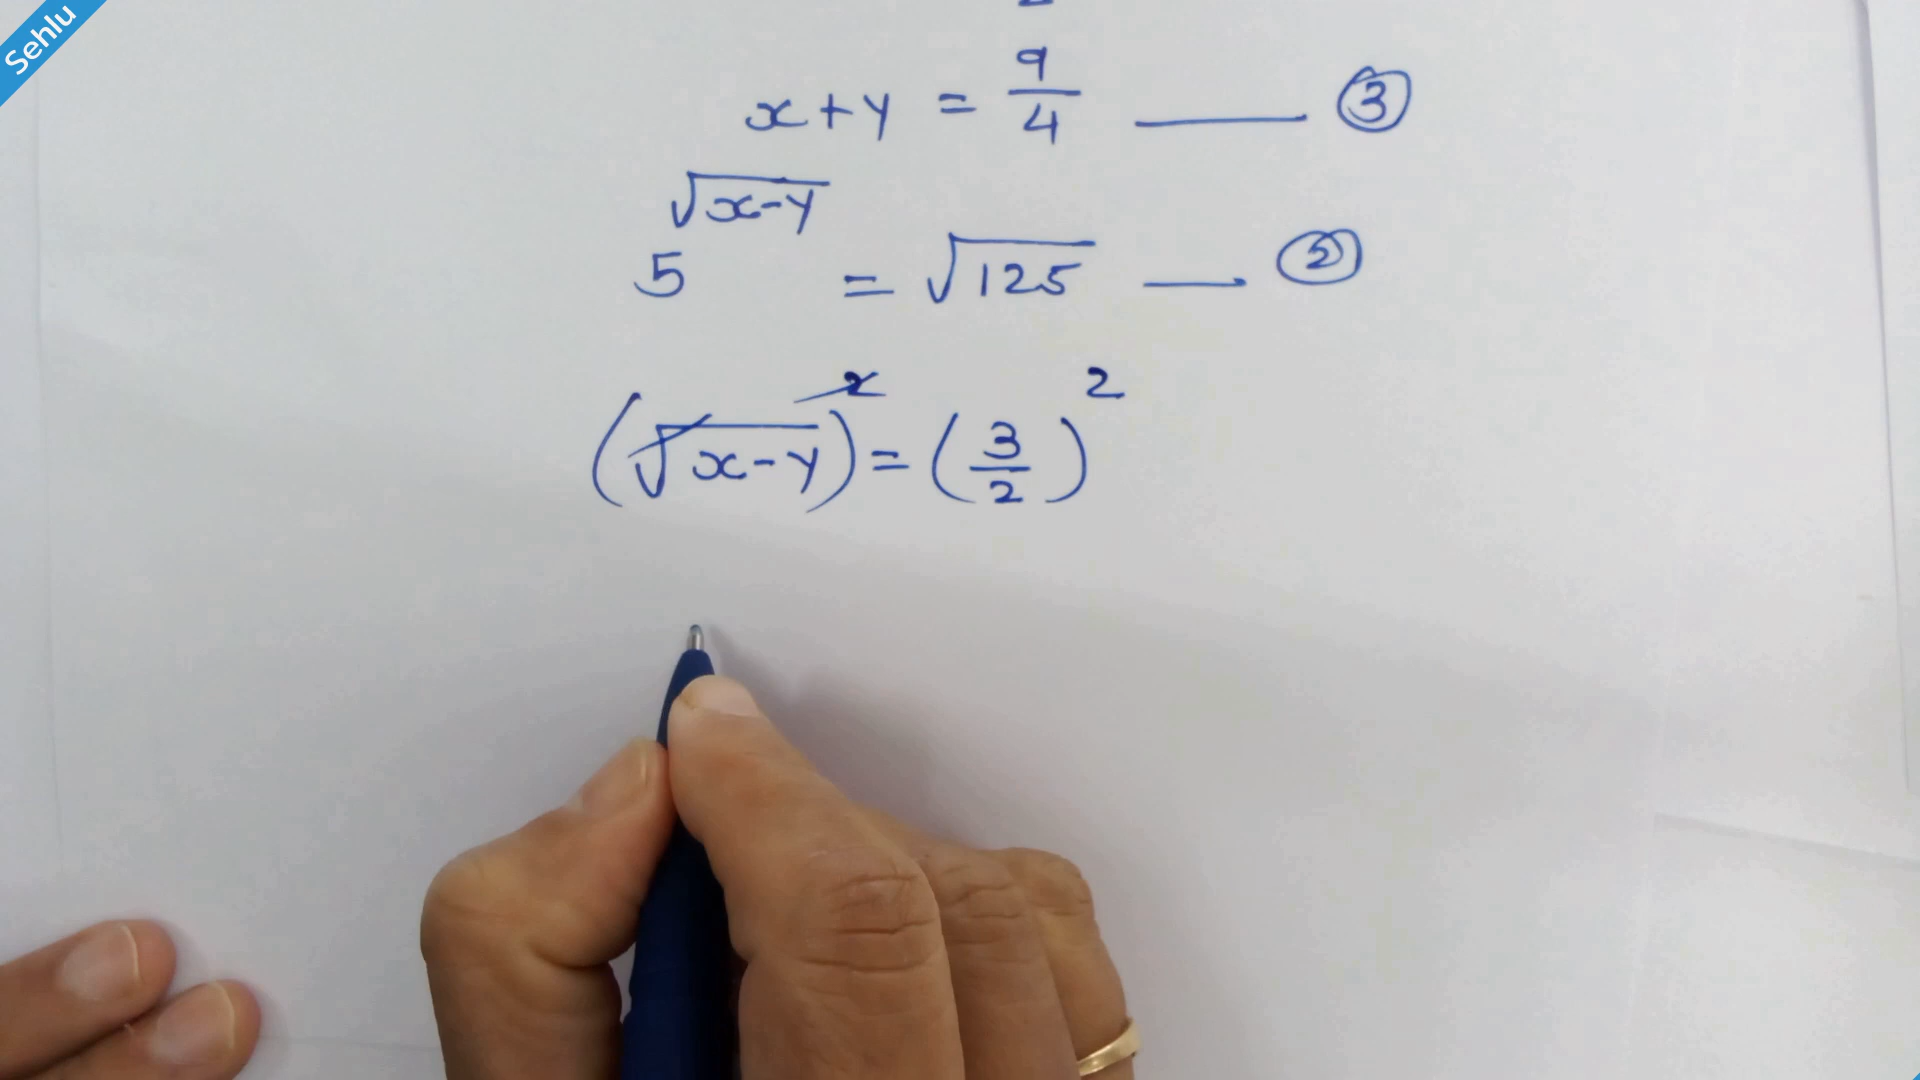 Sehlu
x+y = 9/4 —— ③
5^√(x-y) = √125 — ②
(√(x-y))^2 = (3/2)^2